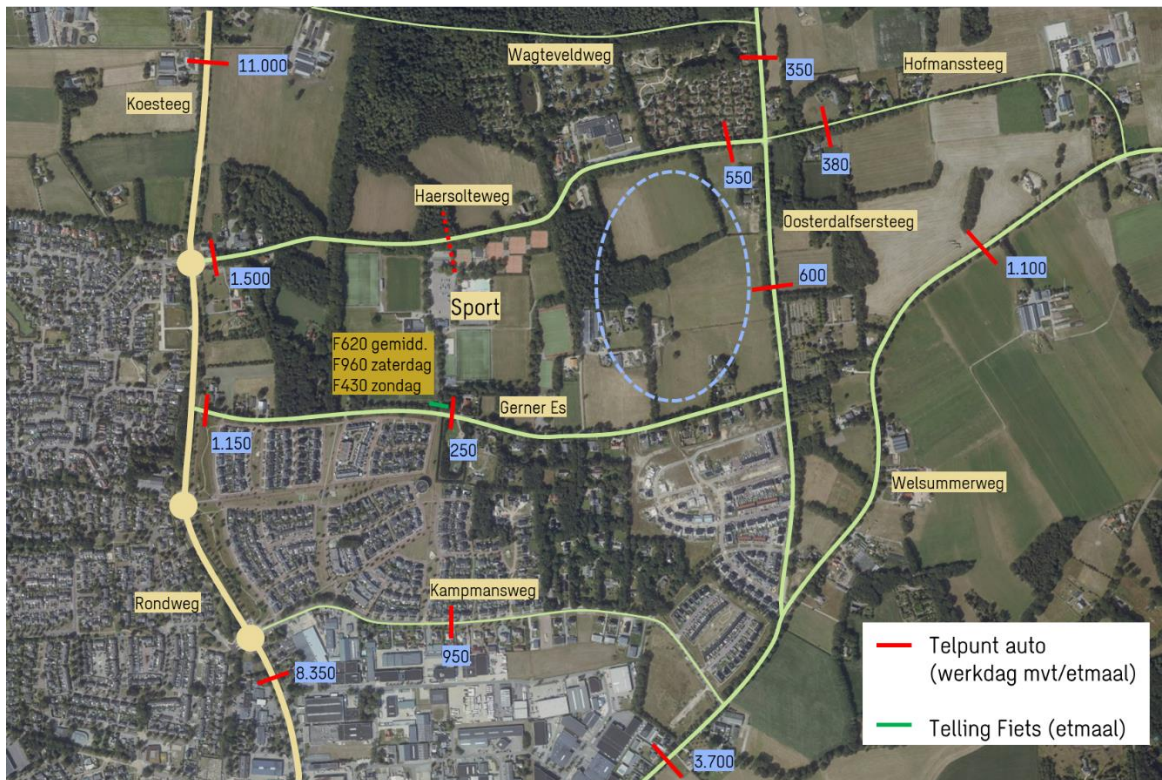 Wagteveldweg
350
Hofmanssteeg
11.000
Koesteeg
550
380
Haersolteweg
Oosterdalfsersteeg
1.500
600
1.100
Sport
F620 gemidd.
F960 zaterdag
F430 zondag
Gerner Es
1.150
250
Welsummerweg
Kampmansweg
Rondweg
950
8.350
Telpunt auto
(werkdag mvt/etmaal)
Telling Fiets (etmaal)
3.700